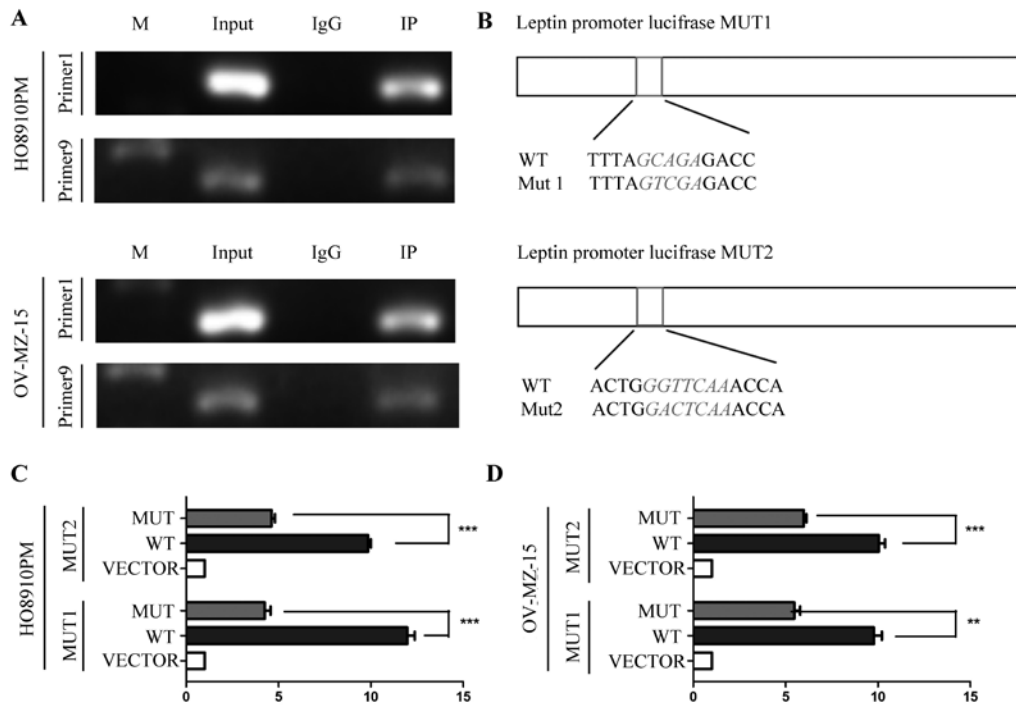 A
M Input IgG IP
HO8910PM
Primer1
Primer9
M Input IgG IP
OV-MZ-15
Primer1
Primer9
B
Leptin promoter lucifrase MUT1
WT TTTAGCAGAGACC
Mut 1 TTTAGTCGAGACC
Leptin promoter lucifrase MUT2
WT ACTGGGTTCAAACCA
Mut2 ACTGGACTCAAACCA
C
HO8910PM
MUT2
MUT
WT
VECTOR
***
MUT1
MUT
WT
VECTOR
***
0 5 10 15
D
OV-MZ-15
MUT2
MUT
WT
VECTOR
***
MUT1
MUT
WT
VECTOR
**
0 5 10 15